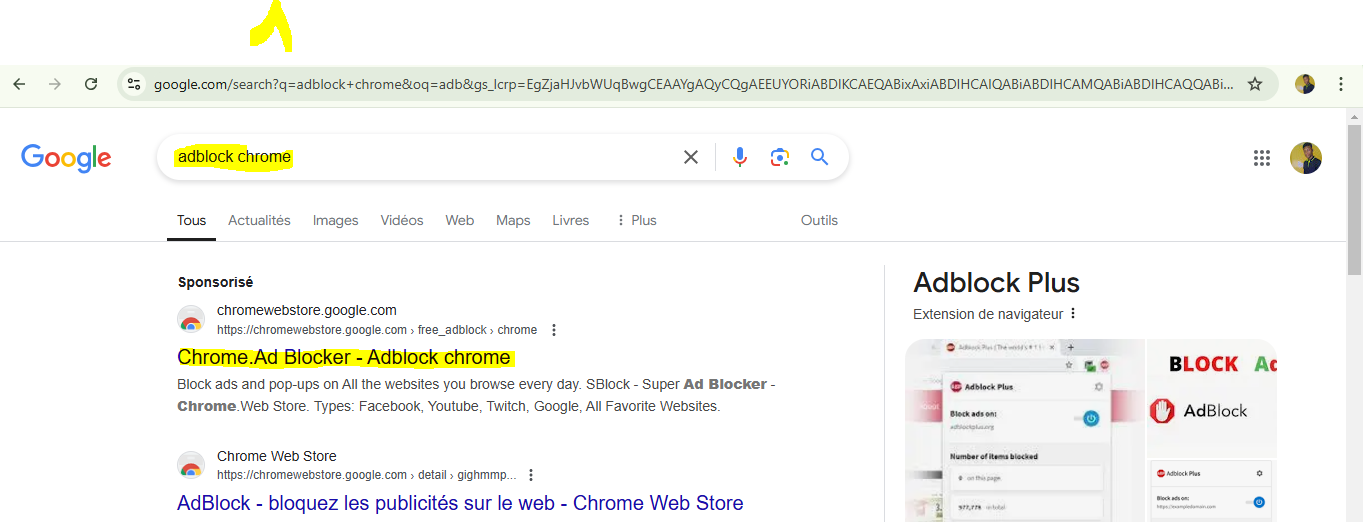 google.com/search?q=adblock+chrome&oq=adb&gs_lcrp=EgZjaHJvbWUqBwgCEAAYgAQyCQgAEEUYORiABDIKCAEQABixAxiABDIHCAIQABiABDIHCAMQABiABDIHCAQQABi...
Google
adblock chrome
Tous Actualités Images Vidéos Web Maps Livres Plus Outils
Sponsorisé
chromewebstore.google.com
https://chromewebstore.google.com › free_adblock › chrome
Chrome.Ad Blocker - Adblock chrome
Block ads and pop-ups on All the websites you browse every day. SBlock - Super Ad Blocker -
Chrome.Web Store. Types: Facebook, Youtube, Twitch, Google, All Favorite Websites.
Chrome Web Store
https://chromewebstore.google.com › detail › gighmmp...
AdBlock - bloquez les publicités sur le web - Chrome Web Store
Adblock Plus
Extension de navigateur
Adblock Plus (The world's
Adblock Plus
Block ads on:
adblockplus.org
Number of items blocked
0 on this page
977,774 in total
BLOCK Ad
AdBlock
Adblock Plus
Block ads on:
https://exampledomain.com